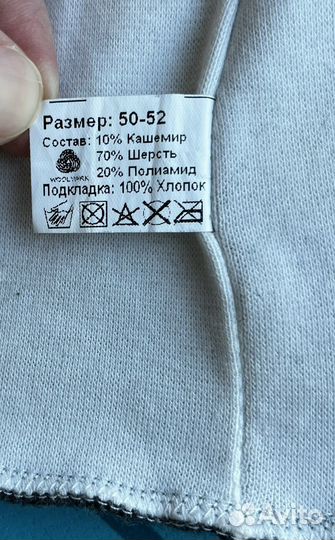 Размер: 50-52
Состав: 10% Кашемир
70% Шерсть
20% Полиамид
WOOLMARK
Подкладка: 100% Хлопок
Avito